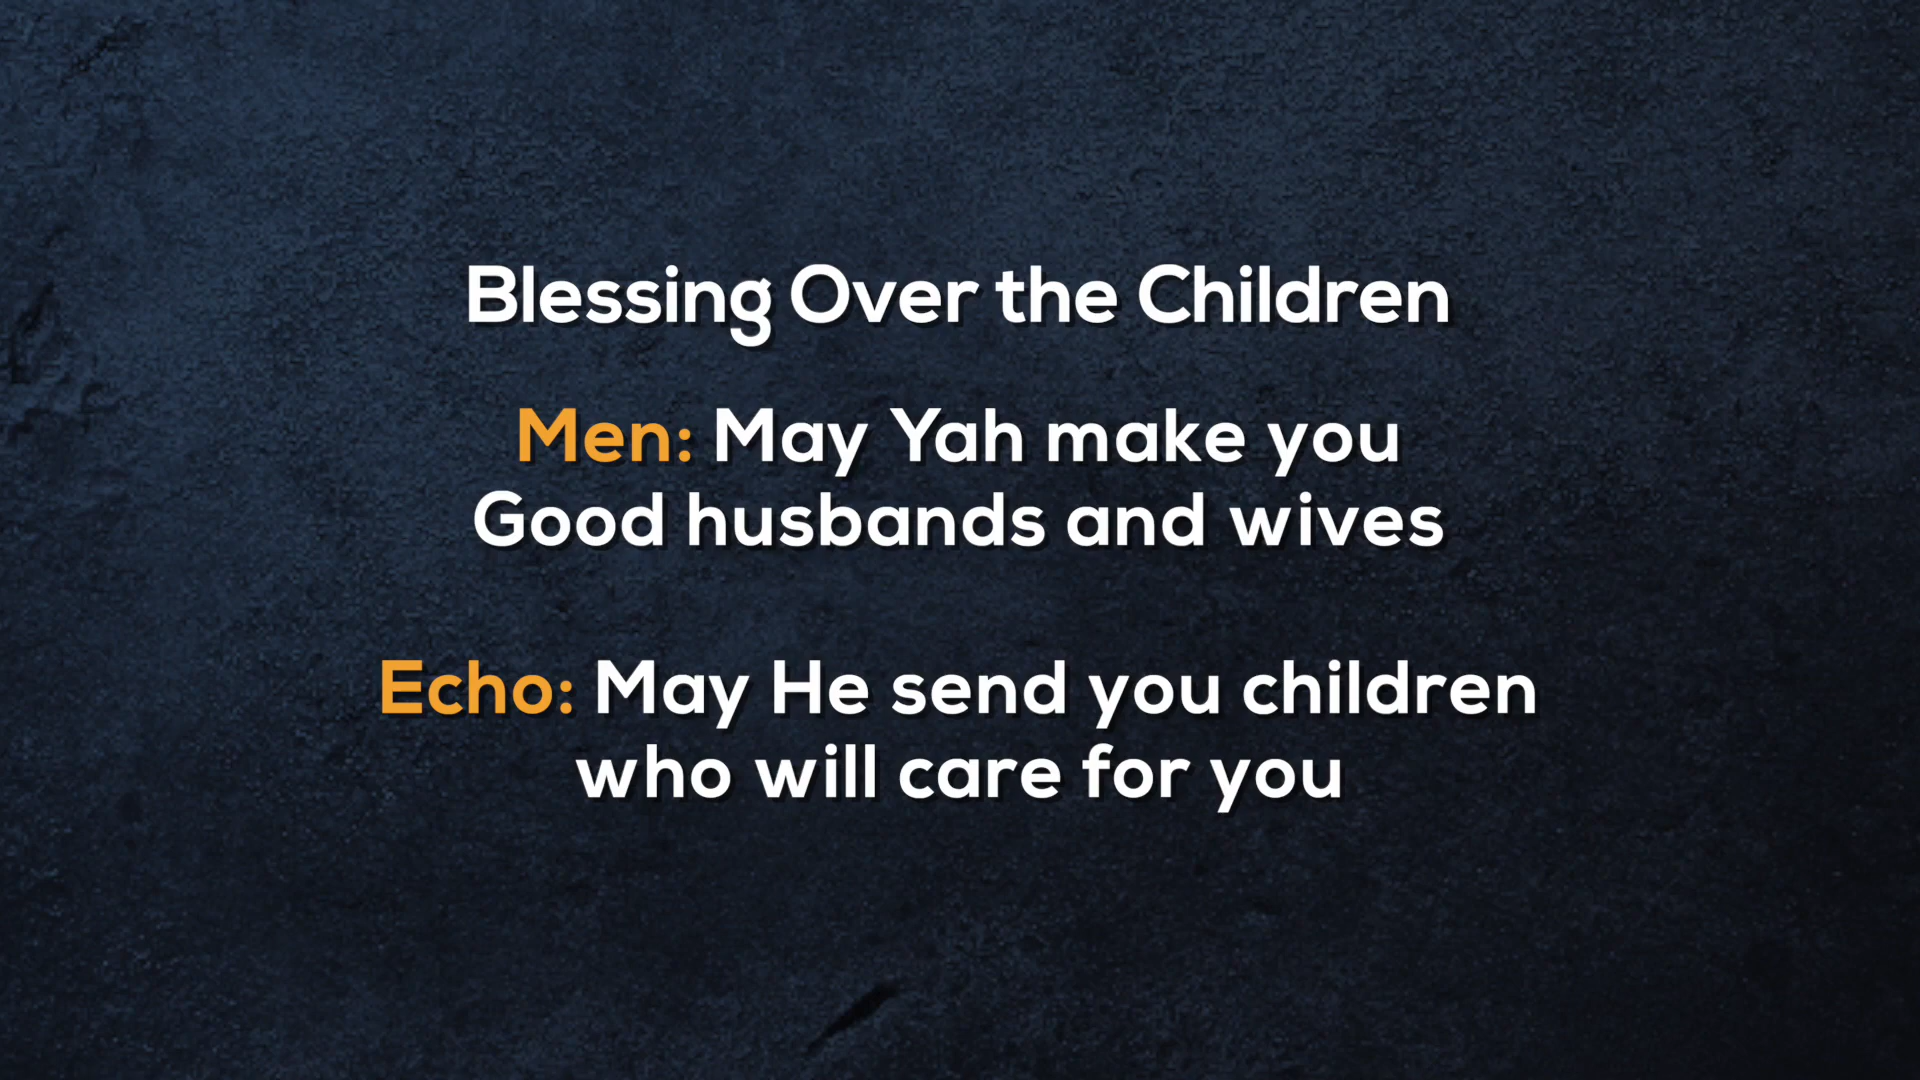 Blessing Over the Children
Men: May Yah make you
Good husbands and wives
Echo: May He send you children
who will care for you